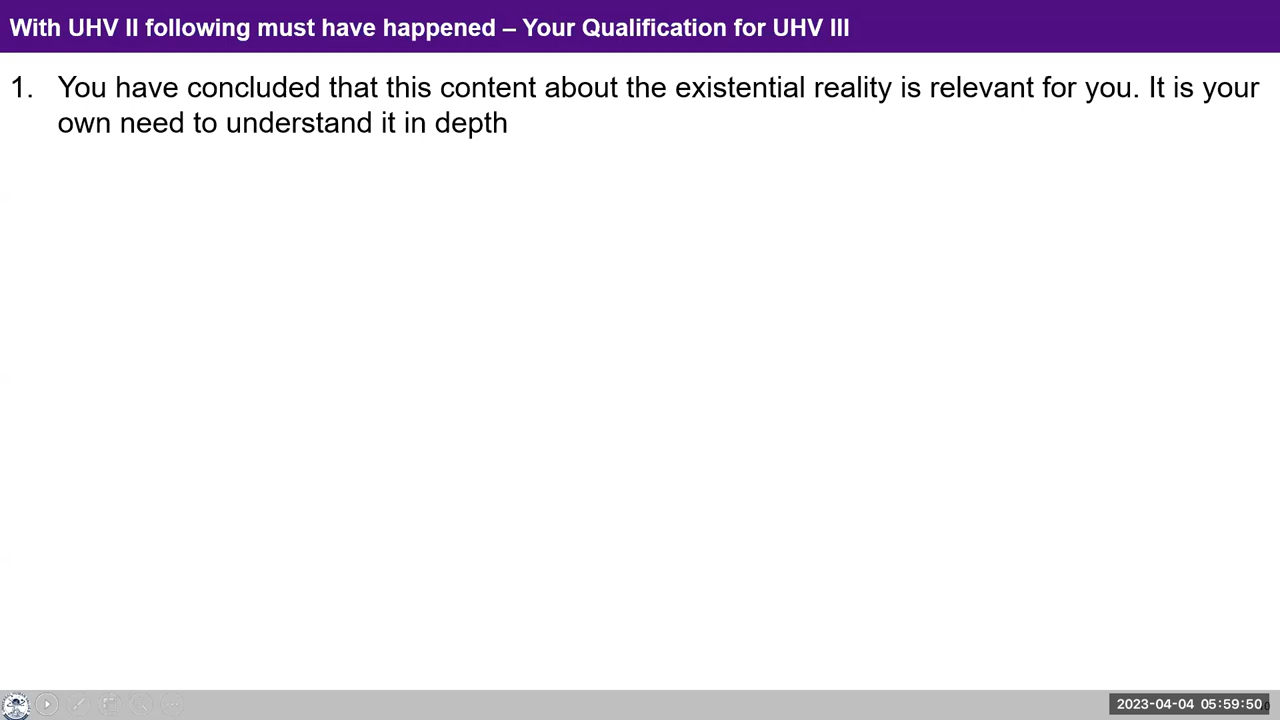 With UHV II following must have happened – Your Qualification for UHV III
1. You have concluded that this content about the existential reality is relevant for you. It is your
own need to understand it in depth
2023-04-04 05:59:50